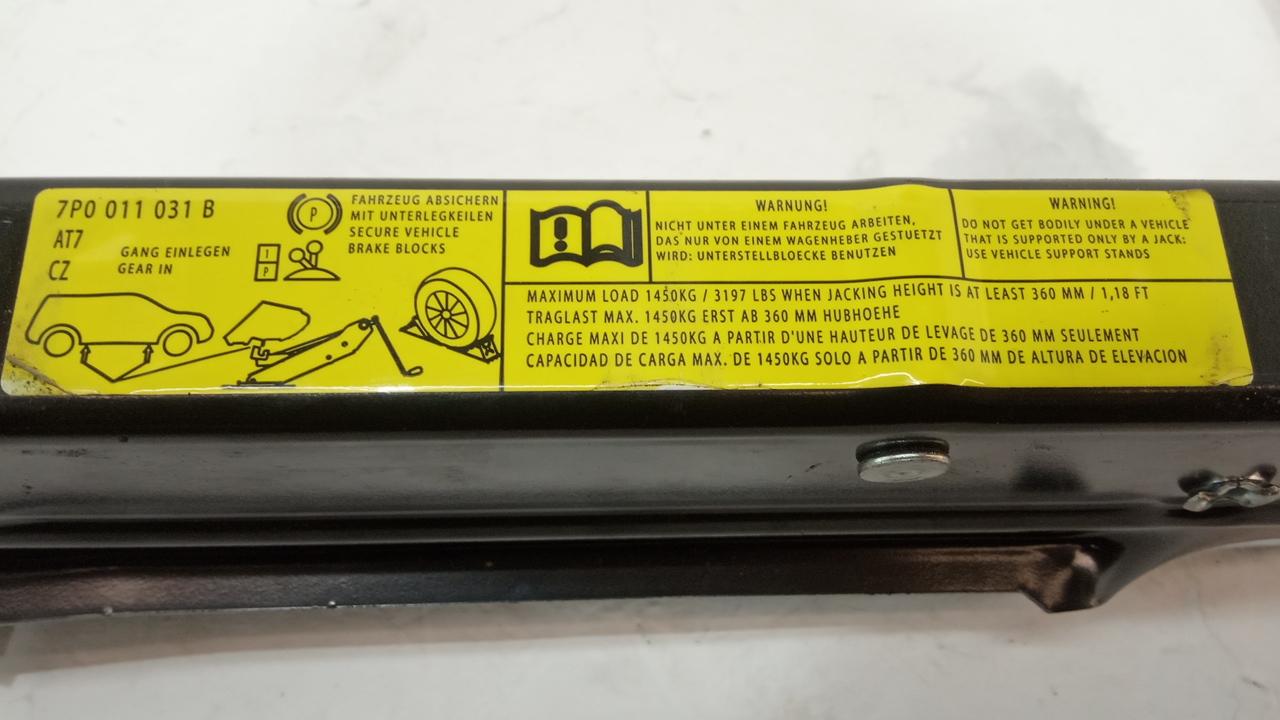 7P0 011 031 B
AT7
CZ
GANG EINLEGEN
GEAR IN
1
P
P
FAHRZEUG ABSICHERN
MIT UNTERLEGKEILEN
SECURE VEHICLE
BRAKE BLOCKS
!
WARNUNG!
NICHT UNTER EINEM FAHRZEUG ARBEITEN,
DAS NUR VON EINEM WAGENHEBER GESTUETZT
WIRD: UNTERSTELLBLOECKE BENUTZEN
WARNING!
DO NOT GET BODILY UNDER A VEHICLE
THAT IS SUPPORTED ONLY BY A JACK:
USE VEHICLE SUPPORT STANDS
MAXIMUM LOAD 1450KG / 3197 LBS WHEN JACKING HEIGHT IS AT LEAST 360 MM / 1,18 FT
TRAGLAST MAX. 1450KG ERST AB 360 MM HUBHOEHE
CHARGE MAXI DE 1450KG A PARTIR D'UNE HAUTEUR DE LEVAGE DE 360 MM SEULEMENT
CAPACIDAD DE CARGA MAX. DE 1450KG SOLO A PARTIR DE 360 MM DE ALTURA DE ELEVACION